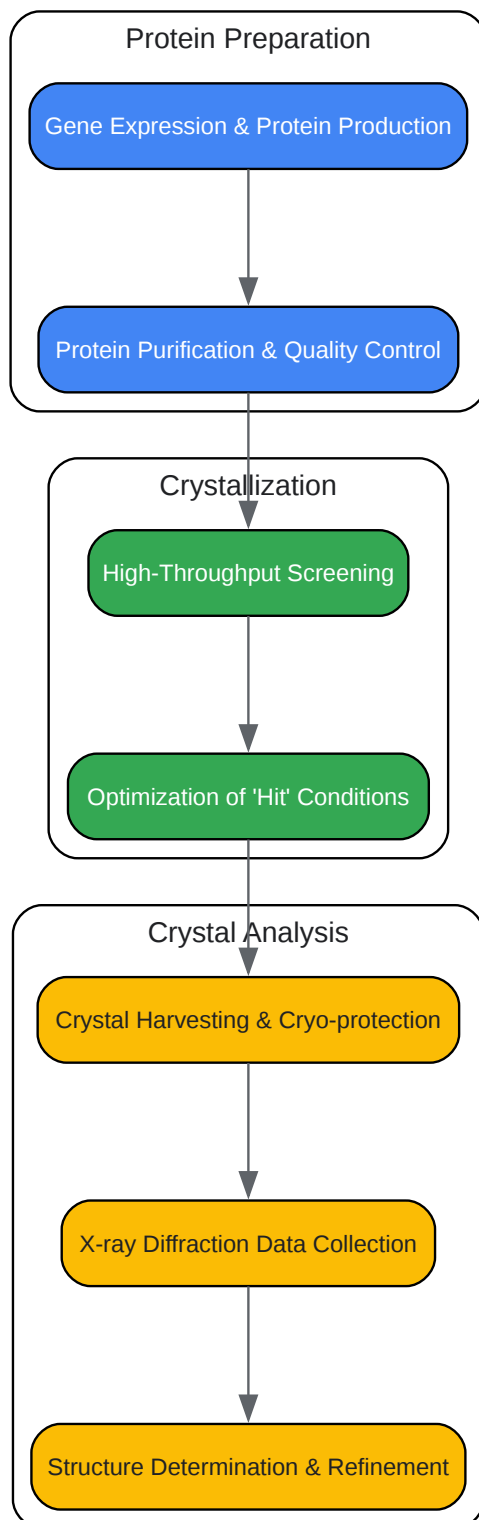 Protein Preparation
Gene Expression & Protein Production
Protein Purification & Quality Control
Crystallization
High-Throughput Screening
Optimization of 'Hit' Conditions
Crystal Analysis
Crystal Harvesting & Cryo-protection
X-ray Diffraction Data Collection
Structure Determination & Refinement